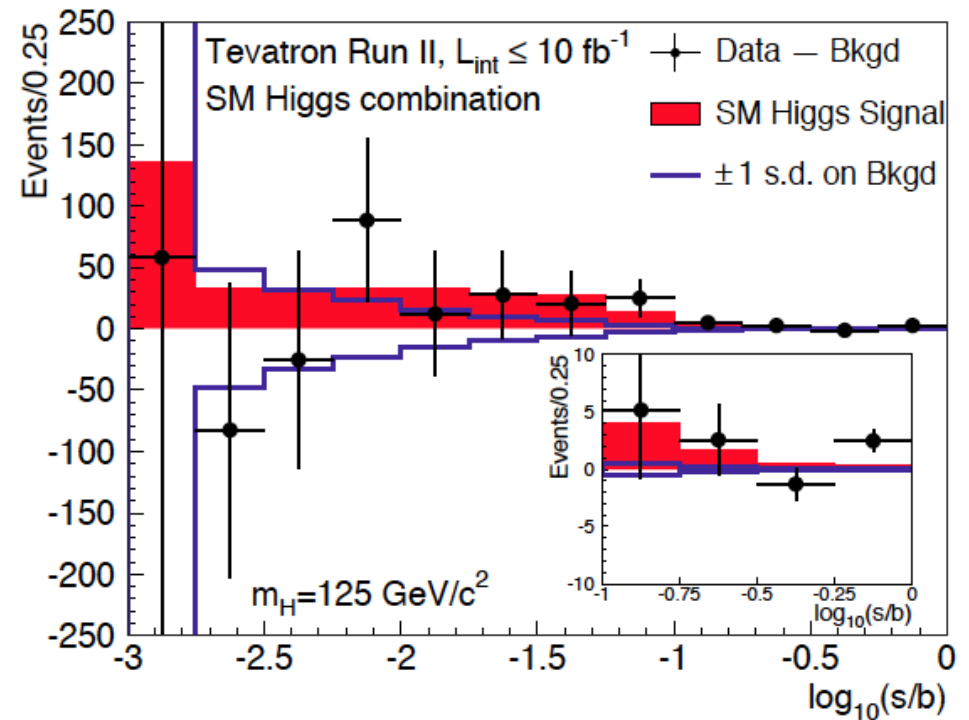 Tevatron Run II, L_int ≤ 10 fb⁻¹
SM Higgs combination
Data − Bkgd
SM Higgs Signal
±1 s.d. on Bkgd
Events/0.25
250
200
150
100
50
0
-50
-100
-150
-200
-250
m_H=125 GeV/c²
-3 -2.5 -2 -1.5 -1 -0.5 0
log₁₀(s/b)
Events/0.25
10
5
0
-5
-10
-1 -0.75 -0.5 -0.25 0
log₁₀(s/b)